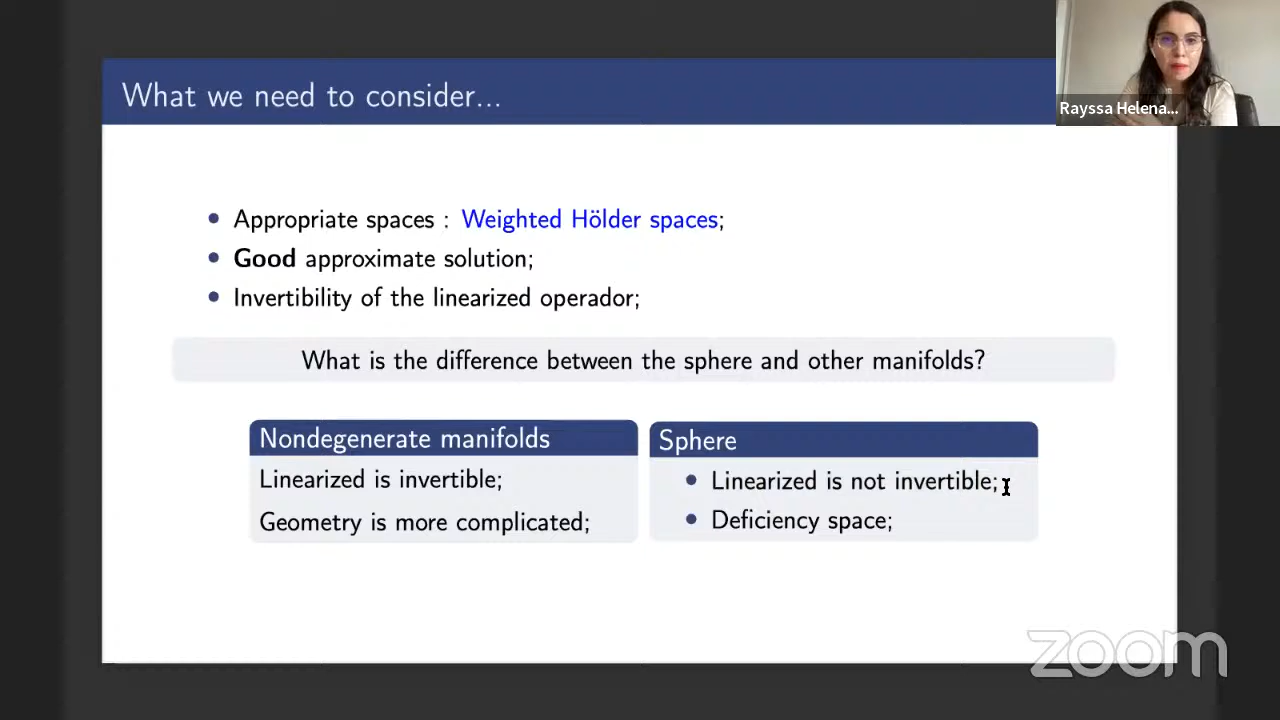 What we need to consider...
Rayssa Helena...
• Appropriate spaces : Weighted Hölder spaces;
• Good approximate solution;
• Invertibility of the linearized operador;
What is the difference between the sphere and other manifolds?
Nondegenerate manifolds
Linearized is invertible;
Geometry is more complicated;
Sphere
• Linearized is not invertible;
• Deficiency space;
zoom